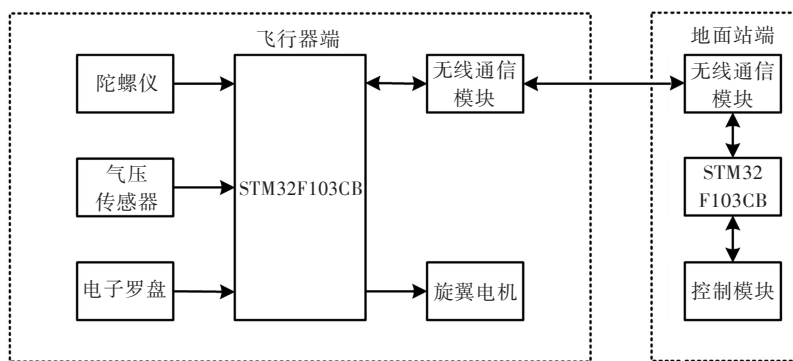 飞行器端
陀螺仪
气压
传感器
电子罗盘
STM32F103CB
无线通信
模块
旋翼电机
地面站端
无线通信
模块
STM32
F103CB
控制模块